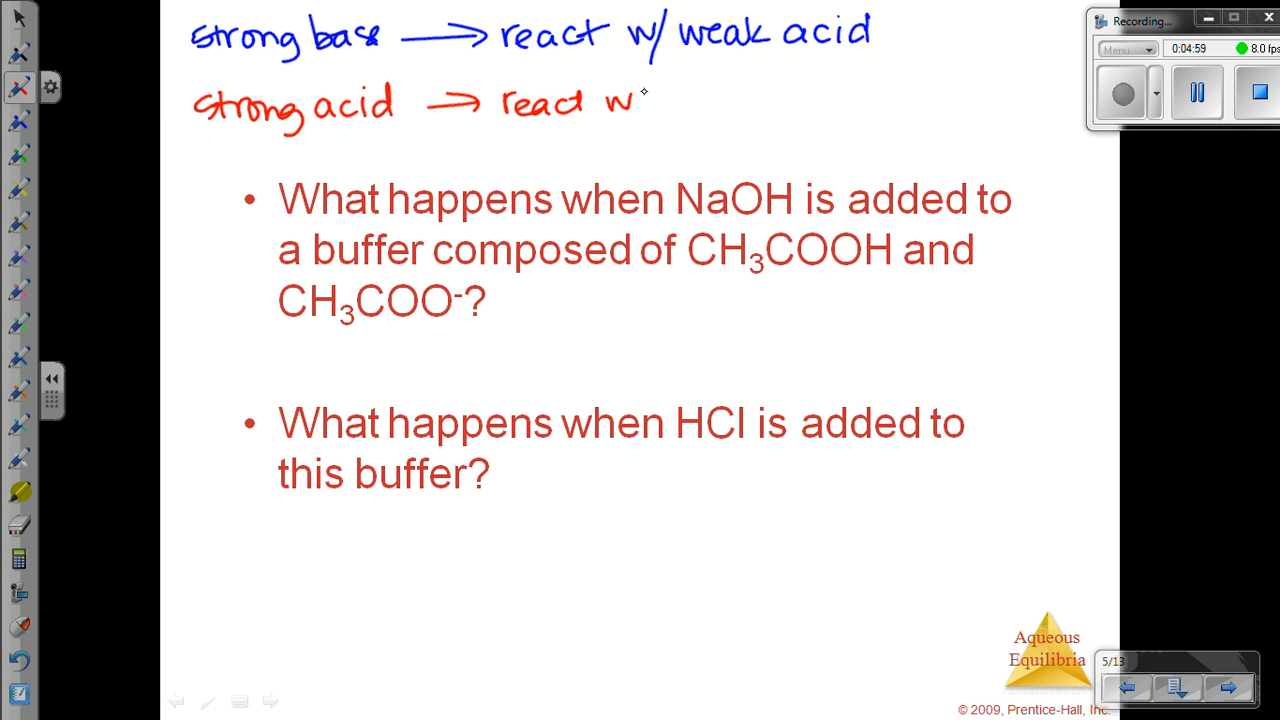 strong base → react w/ weak acid
strong acid → react w
• What happens when NaOH is added to
a buffer composed of CH₃COOH and
CH₃COO⁻?
• What happens when HCl is added to
this buffer?
Aqueous
Equilibria
© 2009, Prentice-Hall, Inc.
Recording...
Menu
0:04:59
8.0 fps
5/13